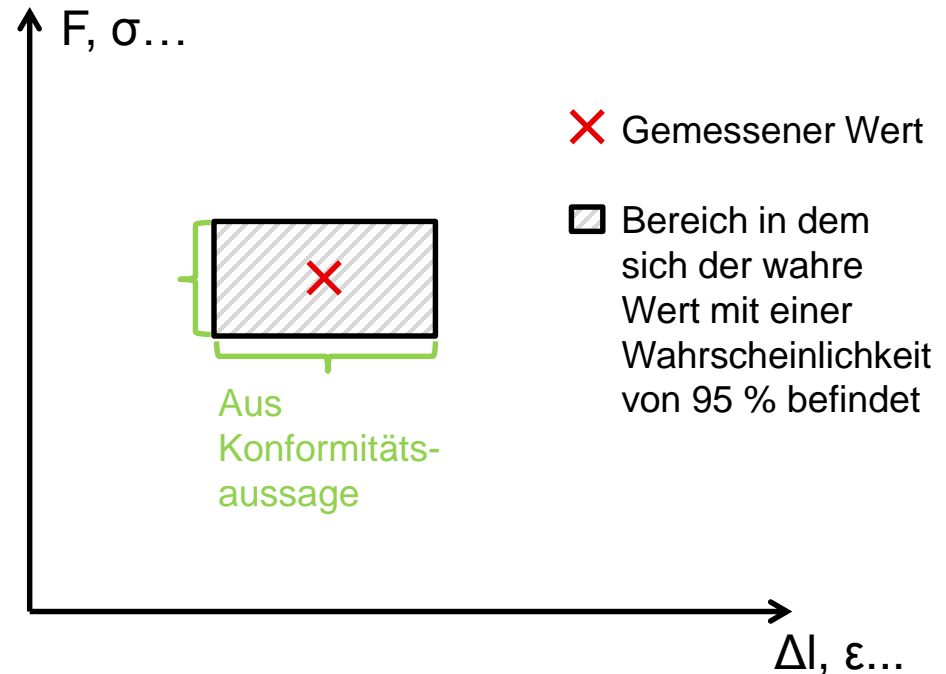 F, σ…
Gemessener Wert
Bereich in dem
sich der wahre
Wert mit einer
Wahrscheinlichkeit
von 95 % befindet
Aus
Konformitäts-
aussage
Δl, ε...